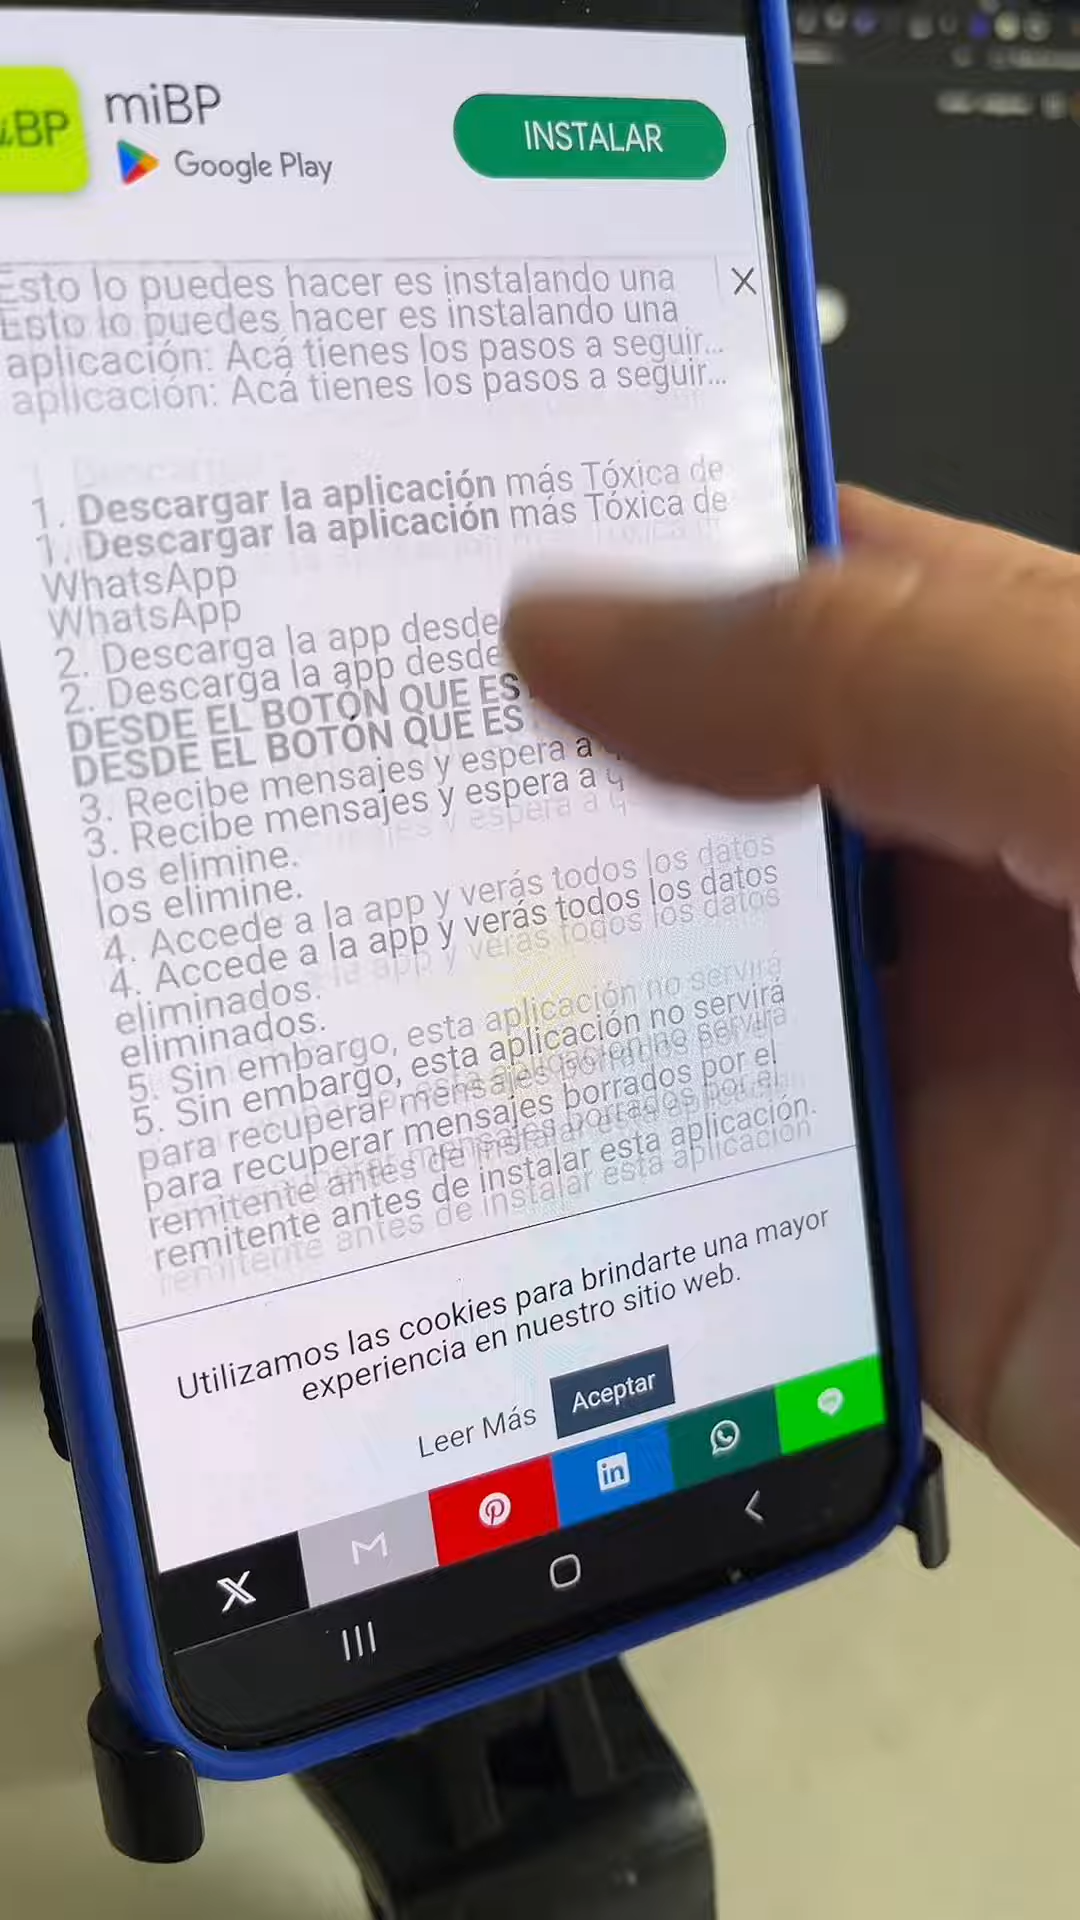 iBP
miBP
Google Play
INSTALAR
Esto lo puedes hacer es instalando una
aplicación: Acá tienes los pasos a seguir...
1. Descargar la aplicación más Tóxica de
WhatsApp
2. Descarga la app desde
DESDE EL BOTÓN QUE
3. Recibe mensajes y espera a
los elimine.
4. Accede a la app y verás todos los datos
eliminados.
5. Sin embargo, esta aplicación no servirá
para recuperar mensajes borrados por el
remitente antes de instalar esta aplicación.
Utilizamos las cookies para brindarte una mayor
experiencia en nuestro sitio web.
Leer Más Aceptar